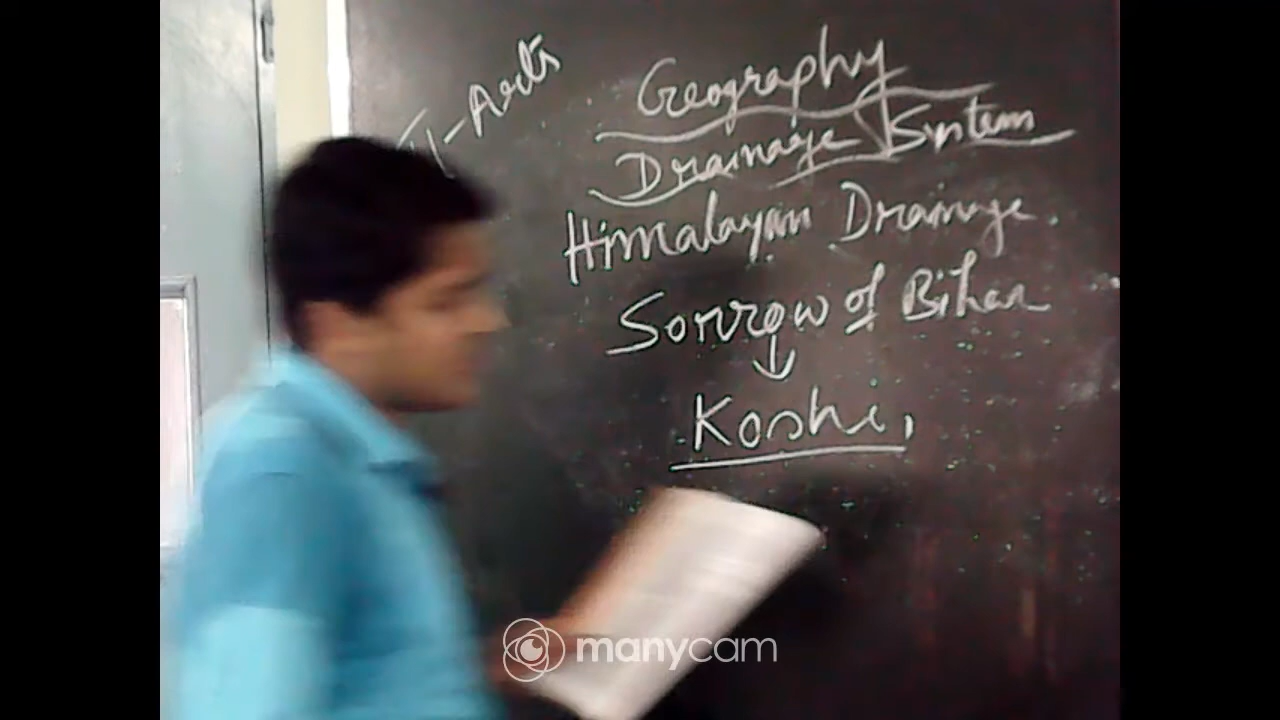 Geography
Drainage System
Himalayan Drainage.
Sorrow of Bihar
↓
Koshi,
manycam